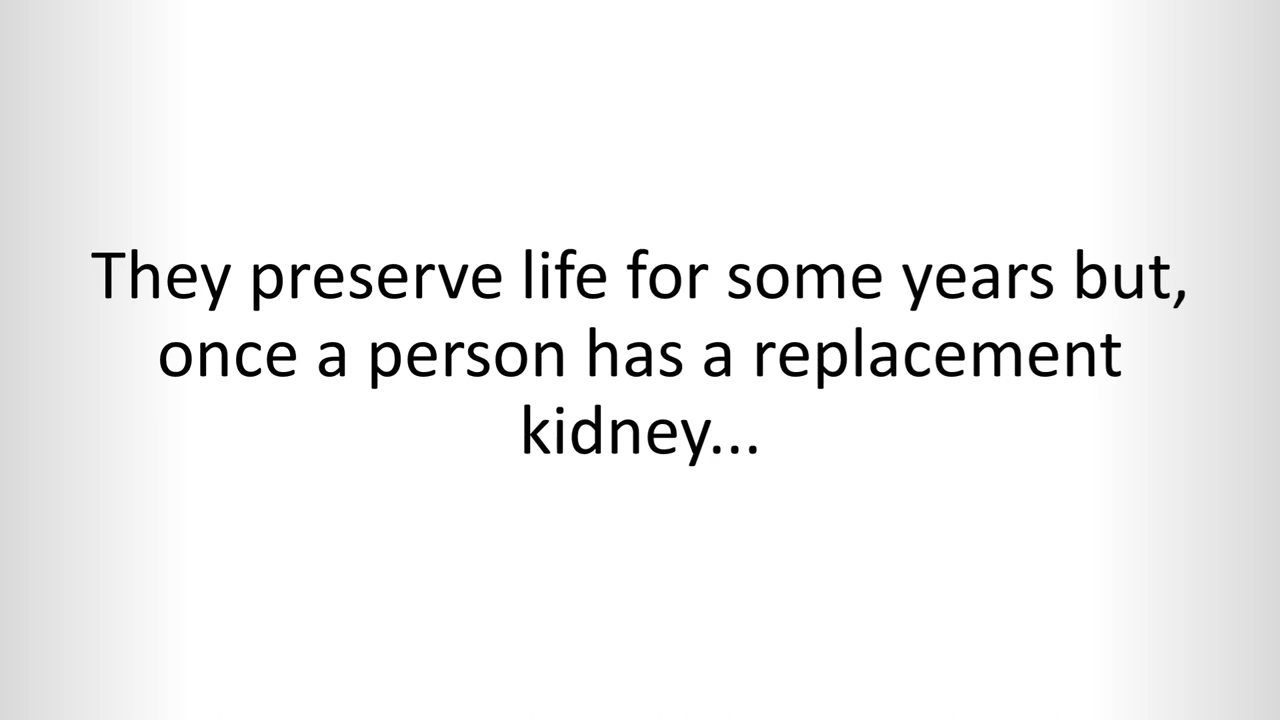 They preserve life for some years but,
once a person has a replacement
kidney...